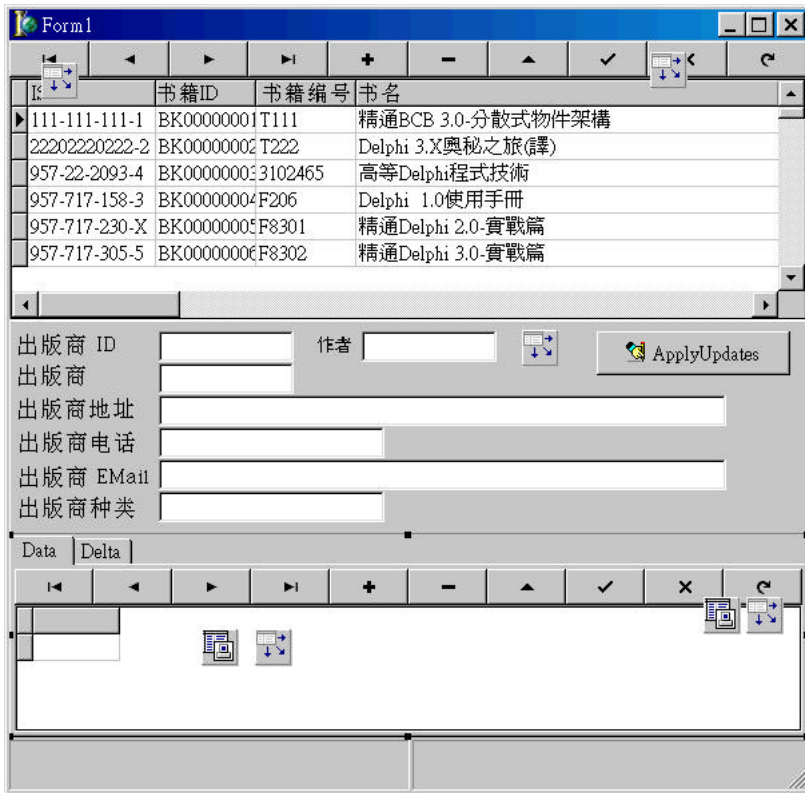 Form1
书籍ID 书籍编号 书名
111-111-111-1 BK00000001 T111 精通BCB 3.0-分散式物件架構
22202220222-2 BK00000002 T222 Delphi 3.X奧秘之旅(譯)
957-22-2093-4 BK00000003 3102465 高等Delphi程式技術
957-717-158-3 BK00000004 F206 Delphi 1.0使用手冊
957-717-230-X BK00000005 F8301 精通Delphi 2.0-實戰篇
957-717-305-5 BK00000006 F8302 精通Delphi 3.0-實戰篇
出版商 ID 作者 ApplyUpdates
出版商
出版商地址
出版商电话
出版商 EMail
出版商种类
Data Delta